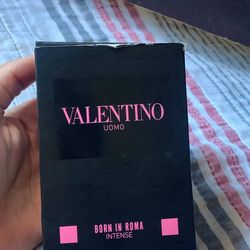 VALENTINO
UOMO
BORN IN ROMA
INTENSE